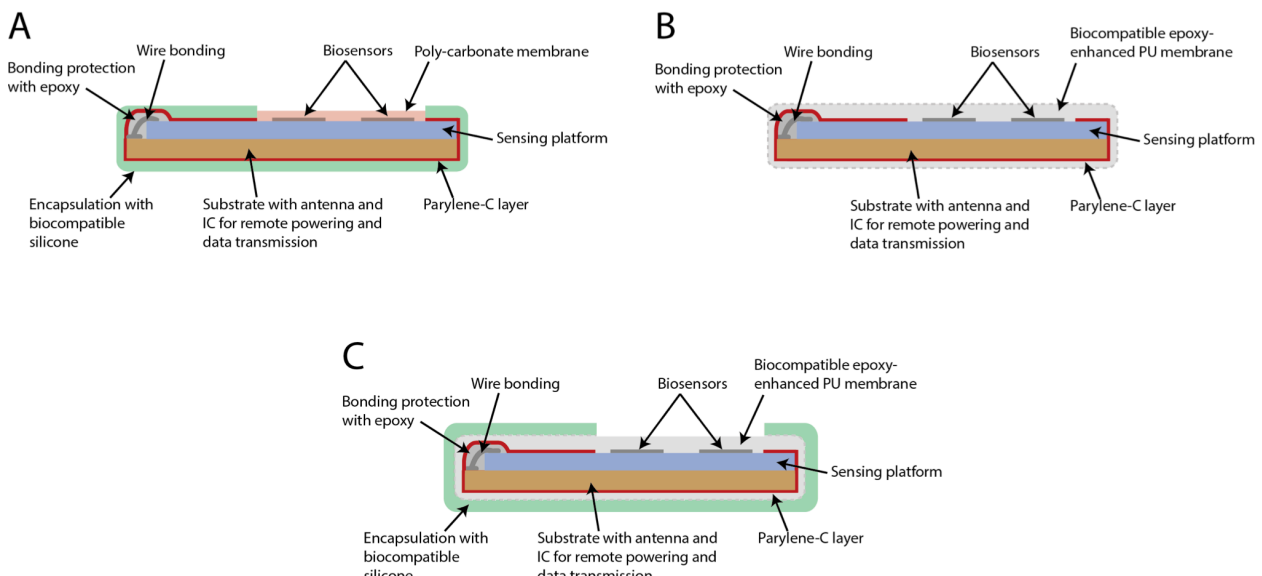 A
Wire bonding
Biosensors
Poly-carbonate membrane
Bonding protection
with epoxy
Sensing platform
Encapsulation with
biocompatible
silicone
Substrate with antenna and
IC for remote powering and
data transmission
Parylene-C layer
B
Biocompatible epoxy-
enhanced PU membrane
Wire bonding
Biosensors
Bonding protection
with epoxy
Sensing platform
Substrate with antenna and
IC for remote powering and
data transmission
Parylene-C layer
C
Biocompatible epoxy-
enhanced PU membrane
Wire bonding
Biosensors
Bonding protection
with epoxy
Sensing platform
Encapsulation with
biocompatible
silicone
Substrate with antenna and
IC for remote powering and
data transmission
Parylene-C layer